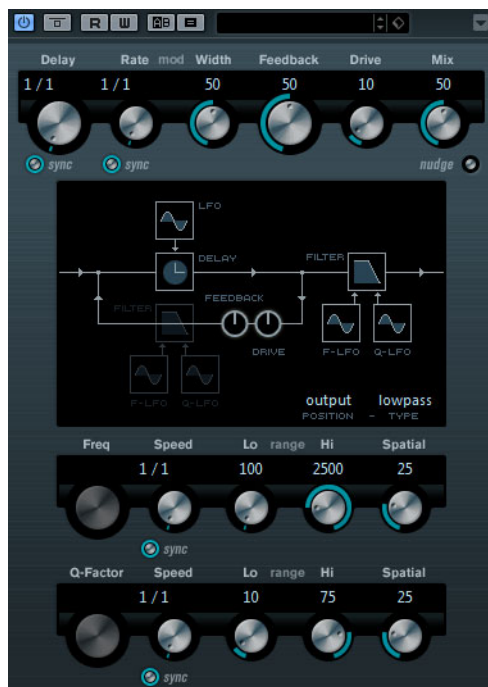 R W AB
Delay Rate mod Width Feedback Drive Mix
1/1 1/1 50 50 10 50
sync sync nudge
LFO
DELAY FILTER
FILTER FEEDBACK
DRIVE F-LFO Q-LFO
F-LFO Q-LFO
output lowpass
POSITION - TYPE
Freq Speed Lo range Hi Spatial
1/1 100 2500 25
sync
Q-Factor Speed Lo range Hi Spatial
1/1 10 75 25
sync